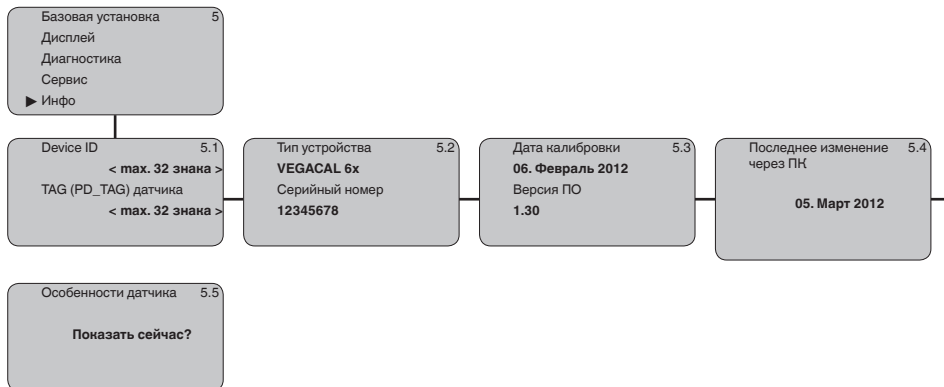 Базовая установка 5
Дисплей
Диагностика
Сервис
▶ Инфо
Device ID 5.1
< max. 32 знака >
TAG (PD_TAG) датчика
< max. 32 знака >
Тип устройства 5.2
VEGACAL 6x
Серийный номер
12345678
Дата калибровки 5.3
06. Февраль 2012
Версия ПО
1.30
Последнее изменение 5.4
через ПК
05. Март 2012
Особенности датчика 5.5
Показать сейчас?